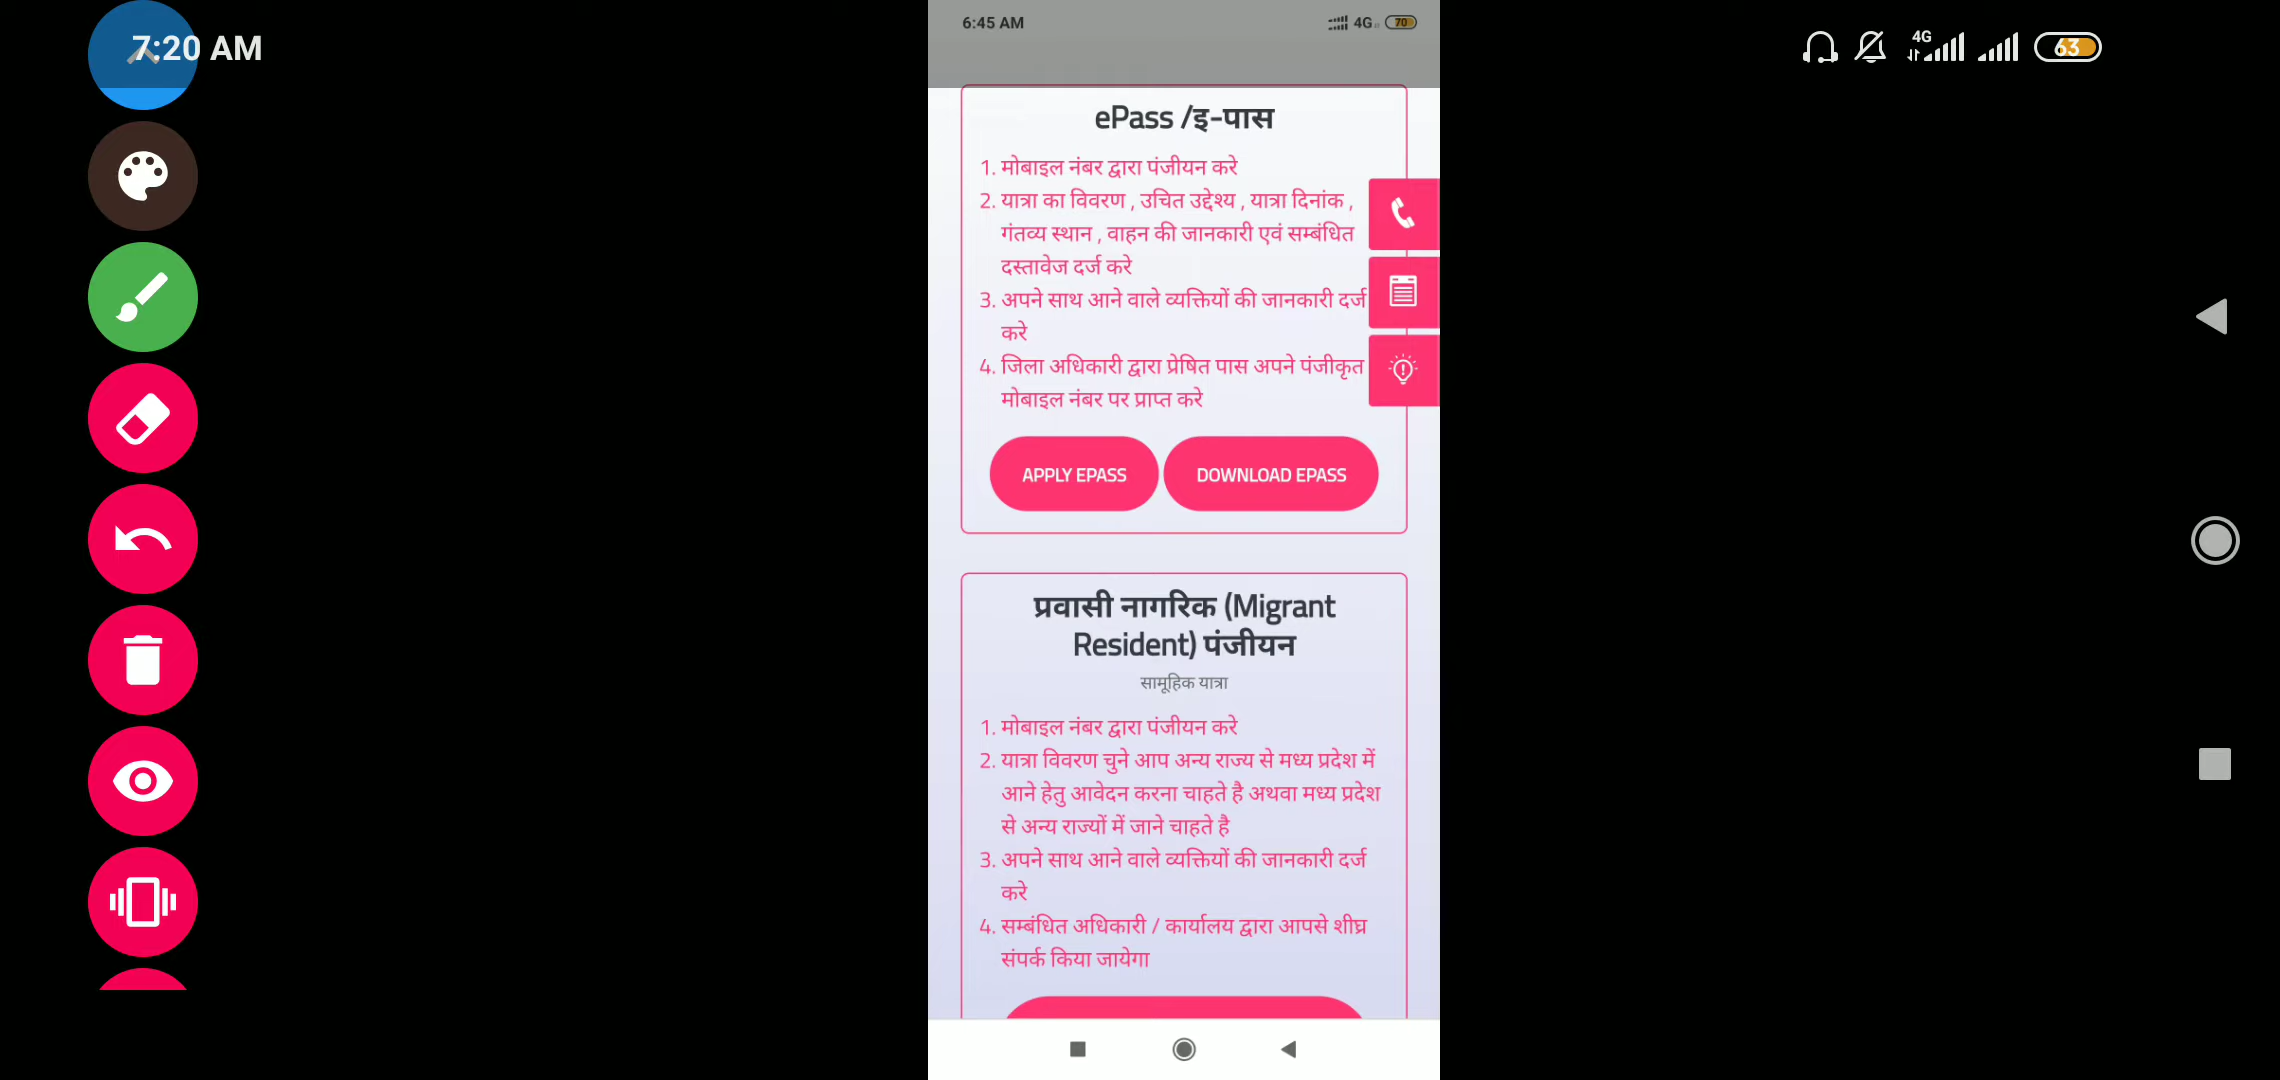 7:20 AM
4G
63
6:45 AM
4G
70
ePass /इ-पास
1. मोबाइल नंबर द्वारा पंजीयन करे
2. यात्रा का विवरण , उचित उद्देश्य , यात्रा दिनांक ,
गंतव्य स्थान , वाहन की जानकारी एवं सम्बंधित
दस्तावेज दर्ज करे
3. अपने साथ आने वाले व्यक्तियों की जानकारी दर्ज
करे
4. जिला अधिकारी द्वारा प्रेषित पास अपने पंजीकृत
मोबाइल नंबर पर प्राप्त करे
APPLY EPASS DOWNLOAD EPASS
प्रवासी नागरिक (Migrant
Resident) पंजीयन
सामूहिक यात्रा
1. मोबाइल नंबर द्वारा पंजीयन करे
2. यात्रा विवरण चुने आप अन्य राज्य से मध्य प्रदेश में
आने हेतु आवेदन करना चाहते है अथवा मध्य प्रदेश
से अन्य राज्यों में जाने चाहते है
3. अपने साथ आने वाले व्यक्तियों की जानकारी दर्ज
करे
4. सम्बंधित अधिकारी / कार्यालय द्वारा आपसे शीघ्र
संपर्क किया जायेगा